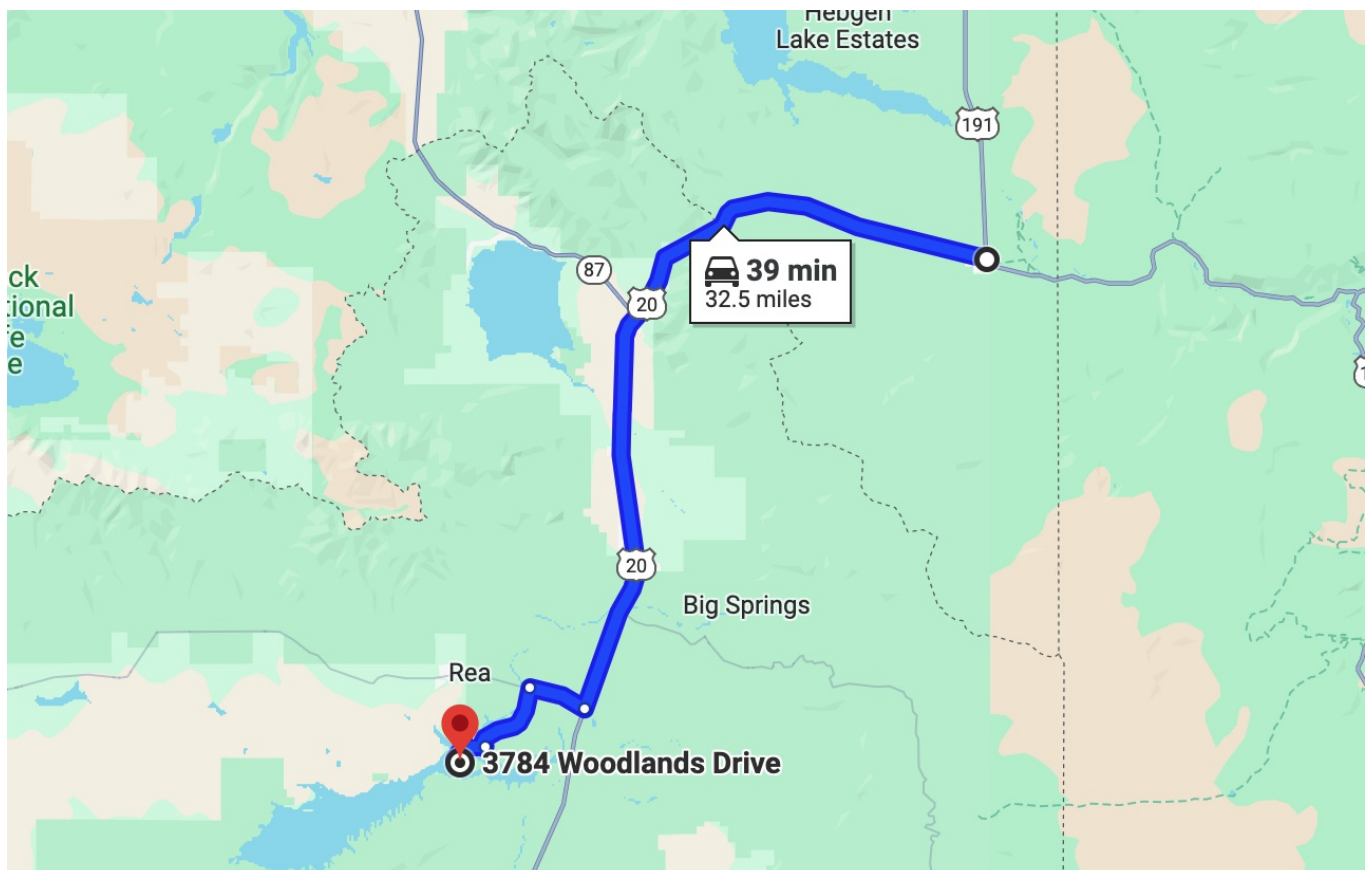 Hebgen
Lake Estates
191
87
20
39 min
32.5 miles
ck
tional
fe
e
20
Big Springs
Rea
3784 Woodlands Drive